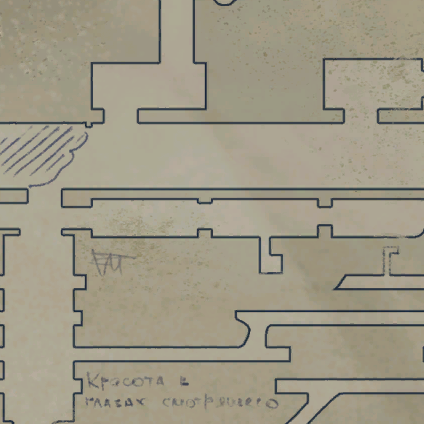 Красота в
глазах смотрящего